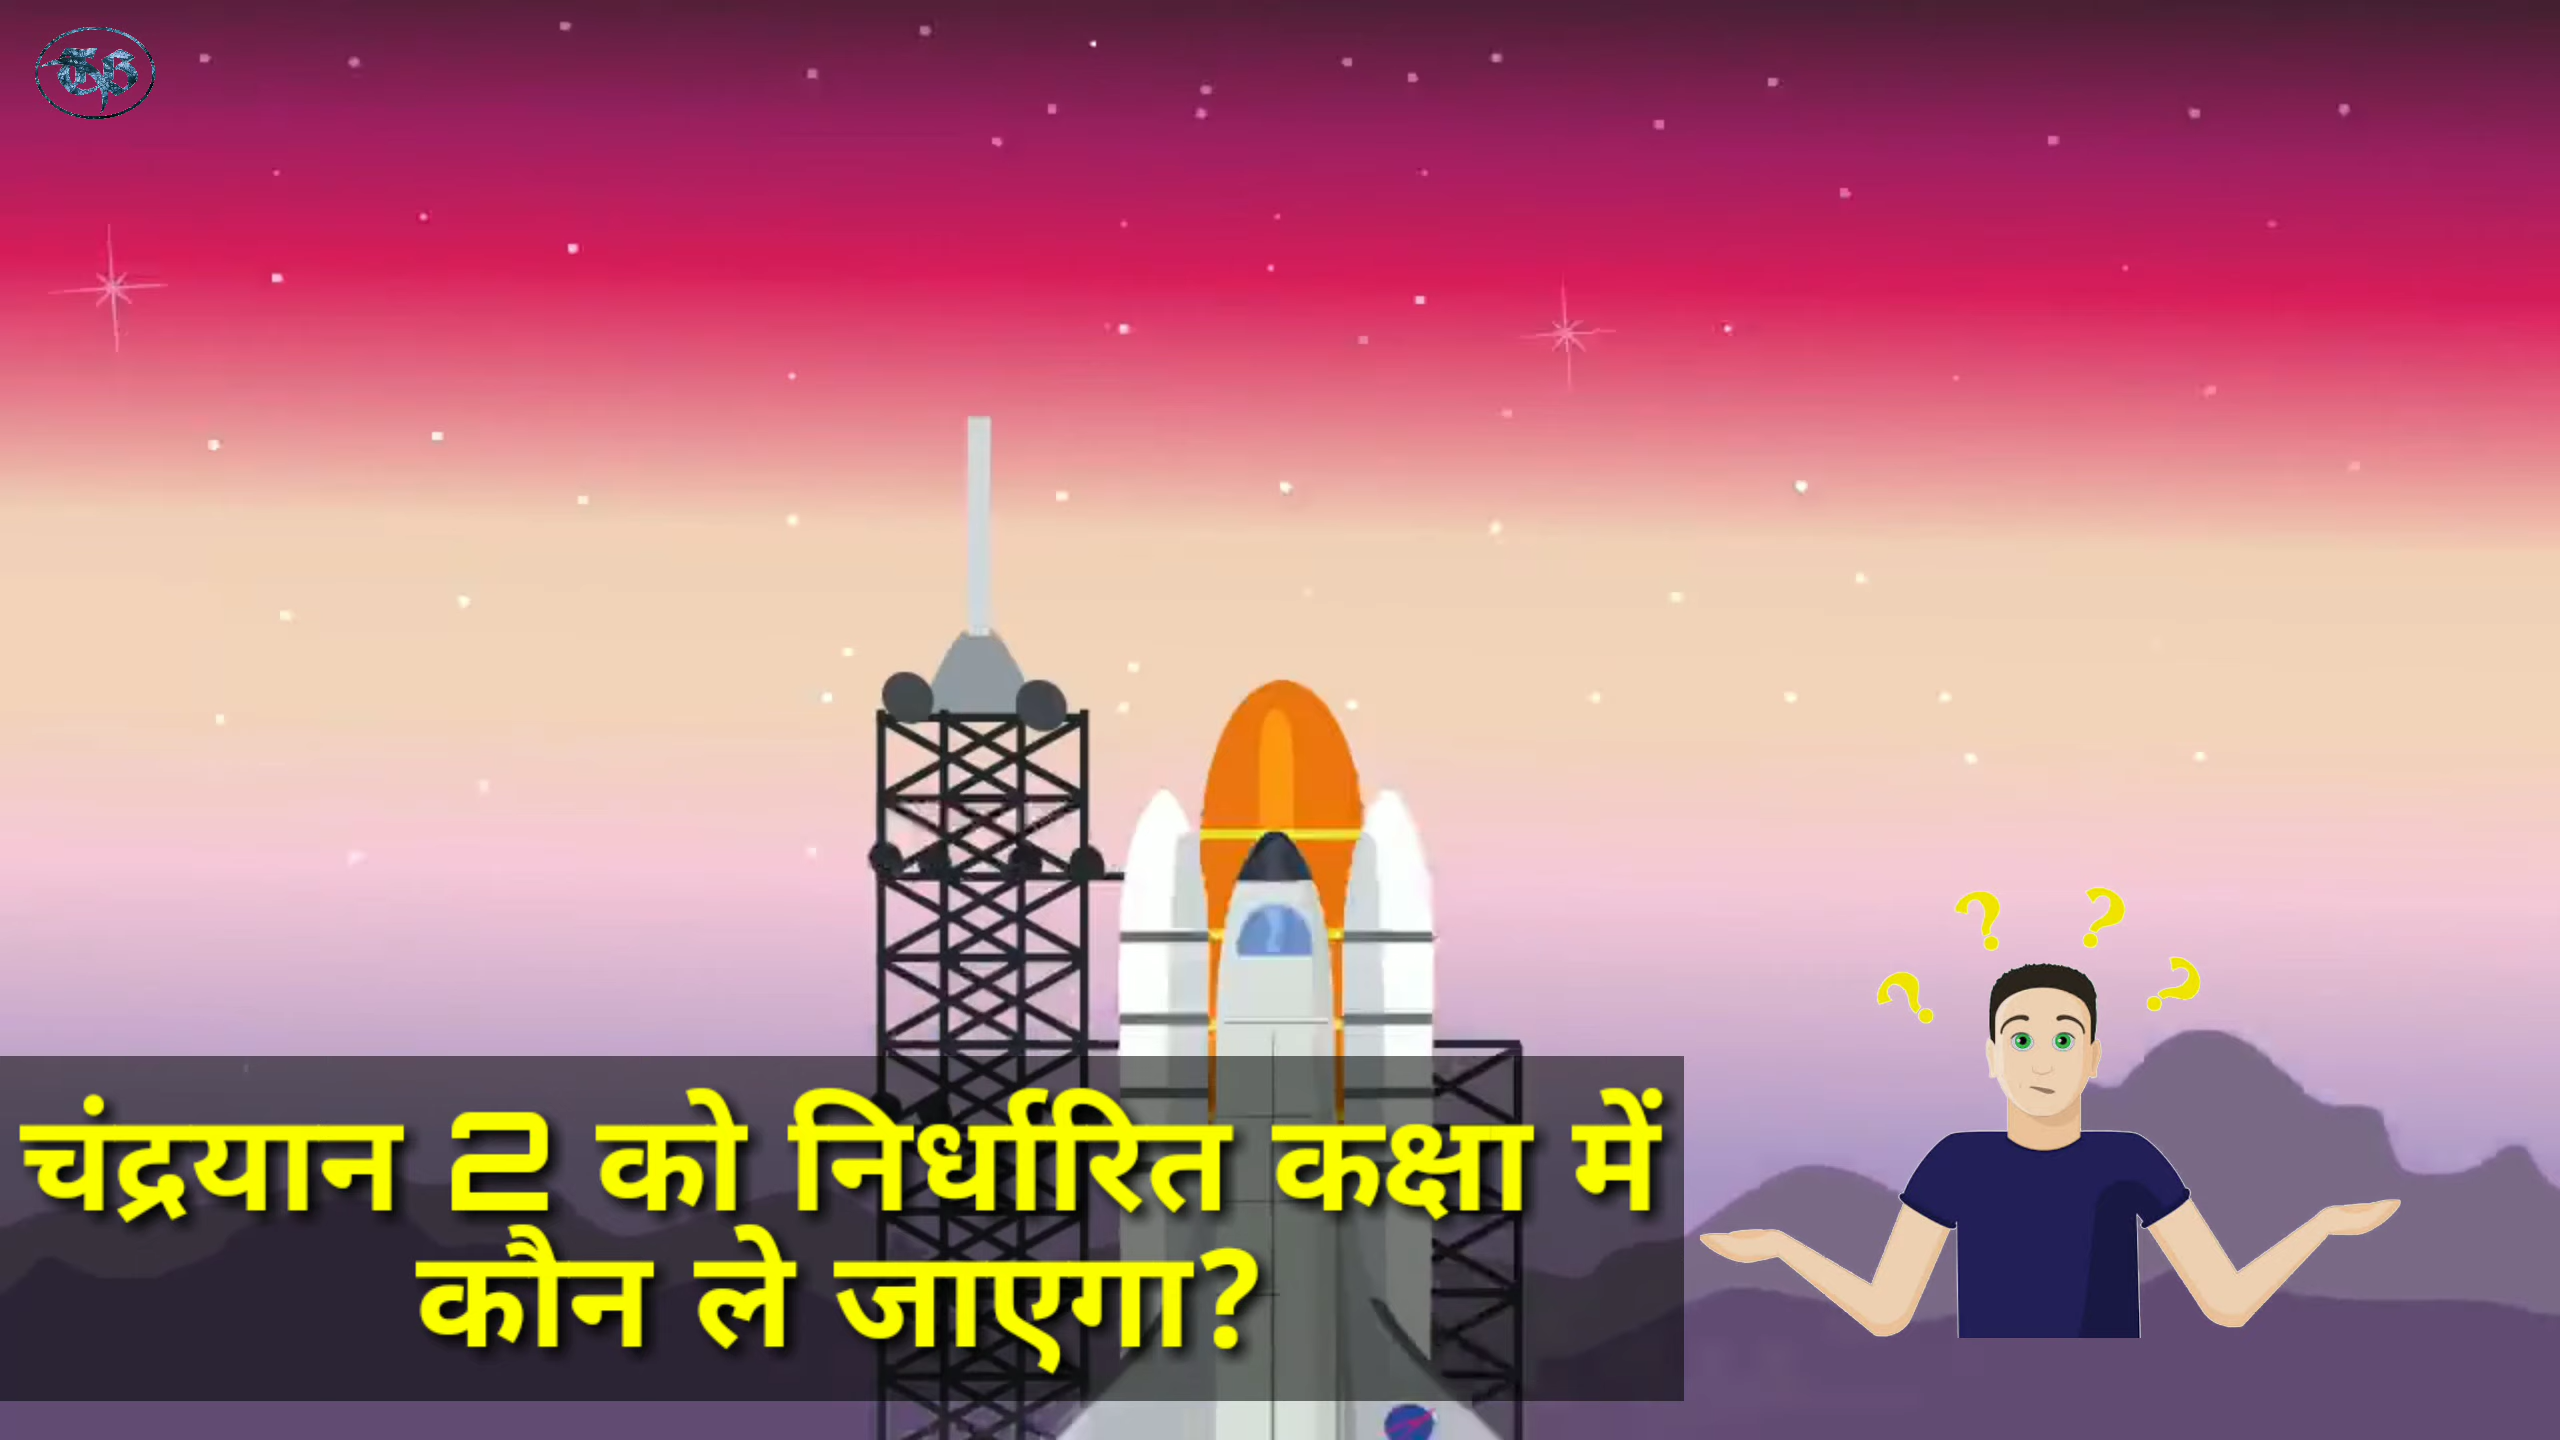 चंद्रयान 2 को निर्धारित कक्षा में
कौन ले जाएगा?